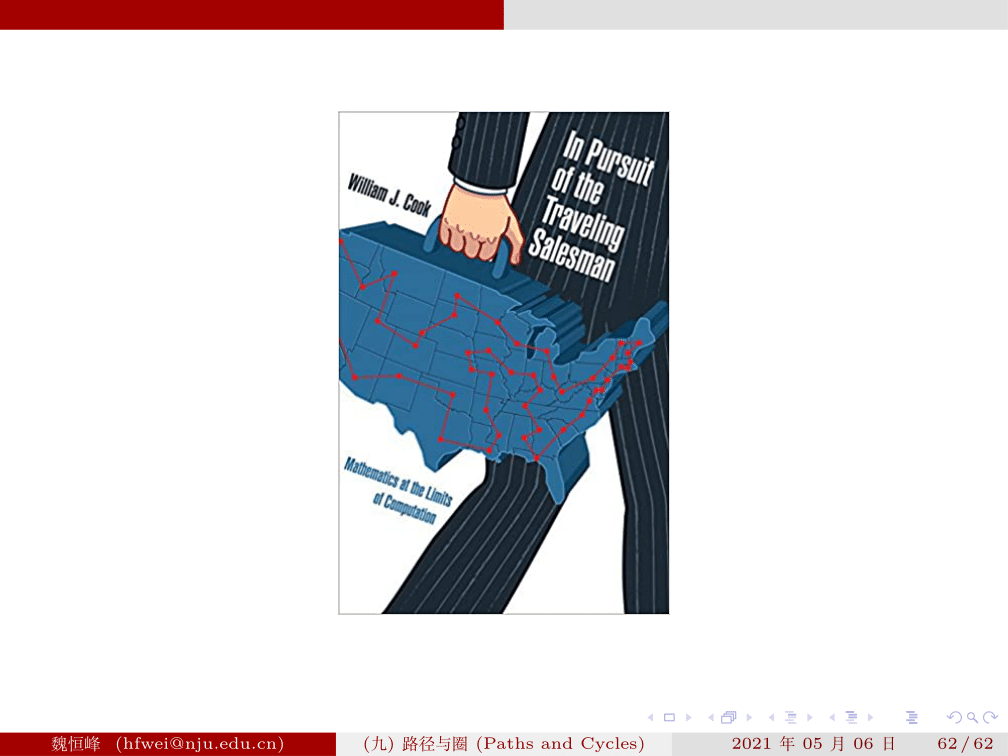 William J. Cook
In Pursuit
of the
Traveling
Salesman
Mathematics at the Limits
of Computation
魏恒峰 (hfwei@nju.edu.cn)
(九) 路径与圈 (Paths and Cycles)
2021 年 05 月 06 日
62 / 62